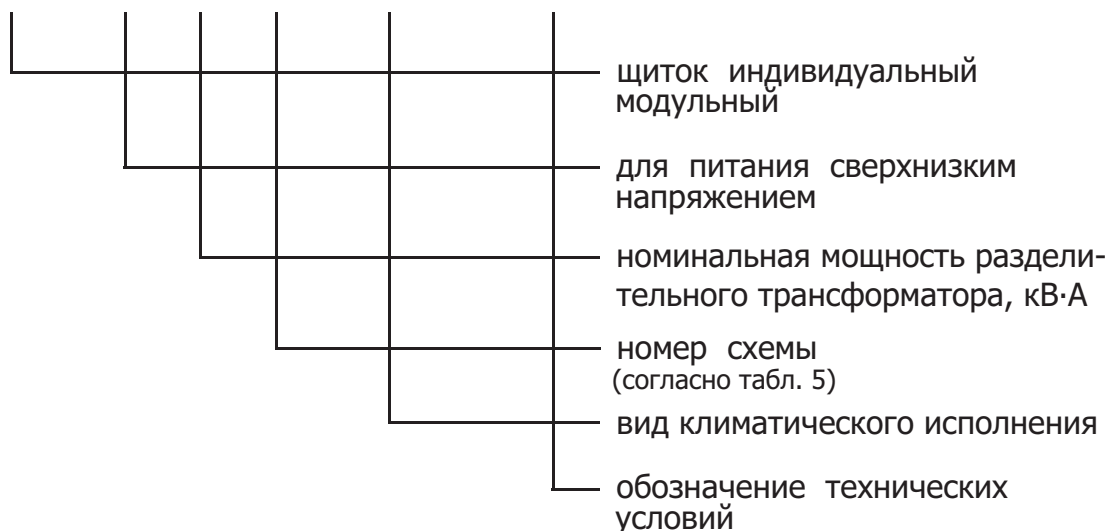 щиток индивидуальный
модульный
для питания сверхнизким
напряжением
номинальная мощность раздели-
тельного трансформатора, кВ·А
номер схемы
(согласно табл. 5)
вид климатического исполнения
обозначение технических
условий